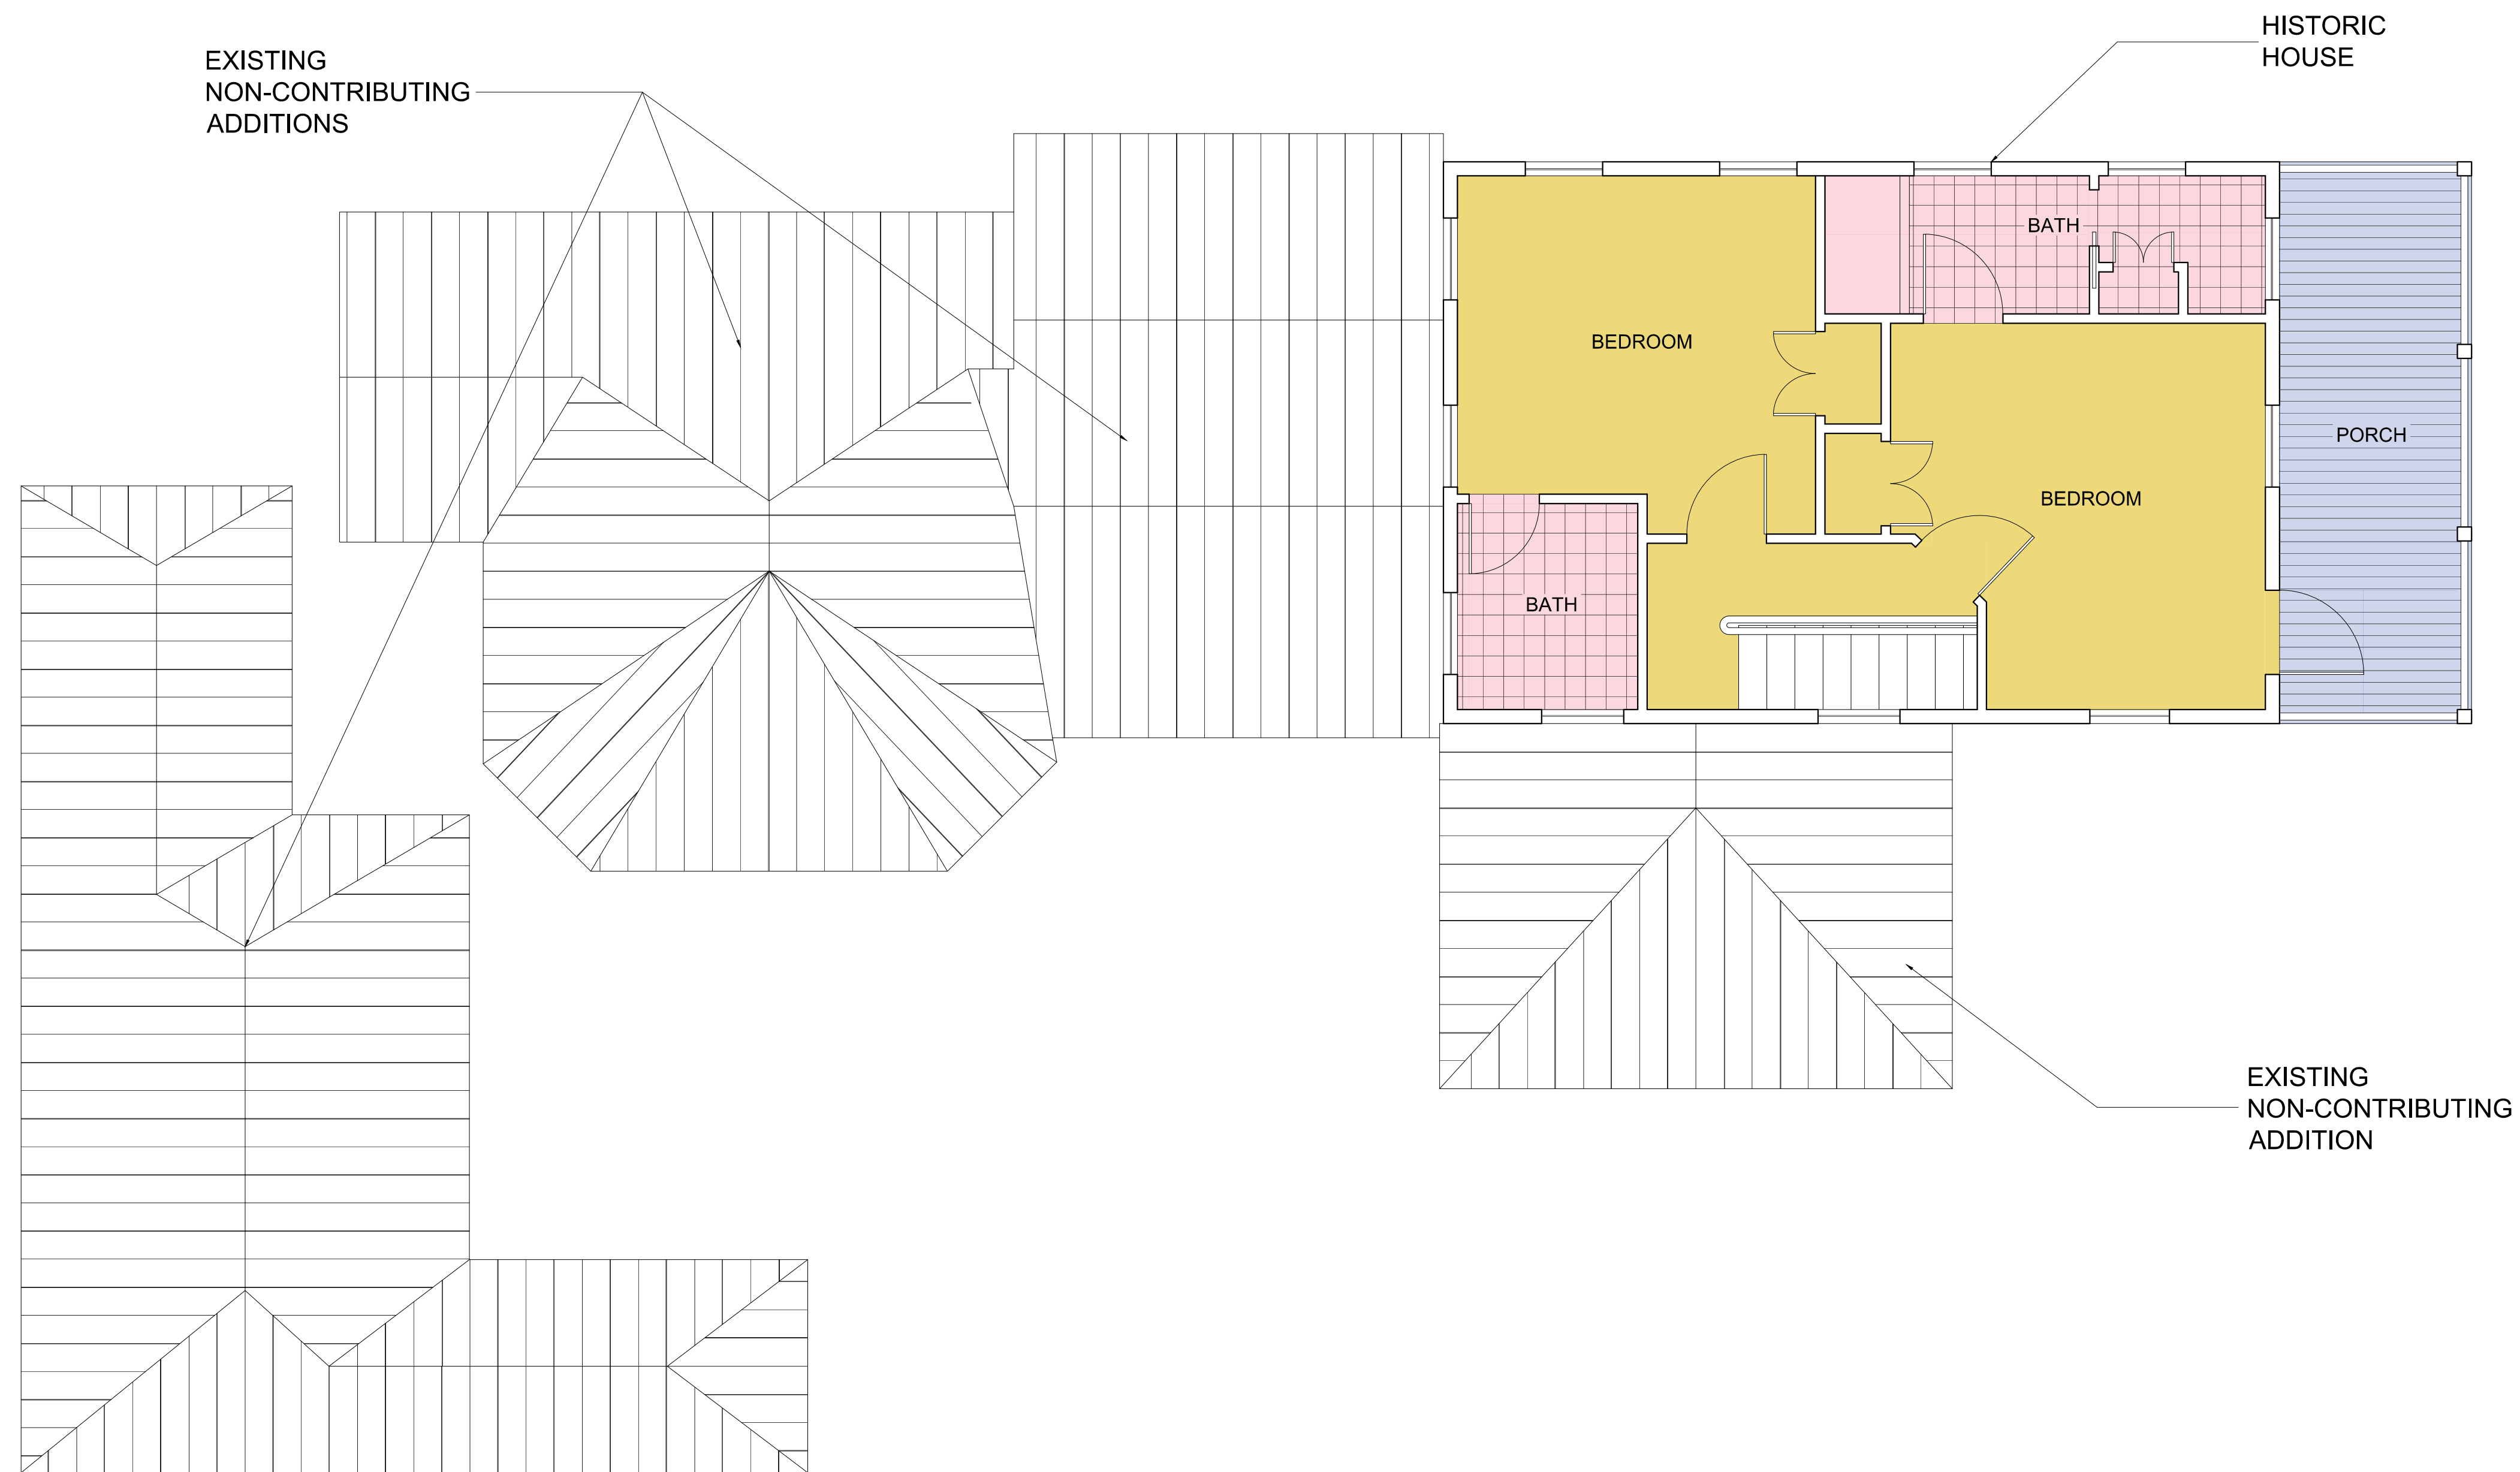 HISTORIC
HOUSE
EXISTING
NON-CONTRIBUTING
ADDITIONS
BATH
BEDROOM
PORCH
BEDROOM
BATH
EXISTING
NON-CONTRIBUTING
ADDITION